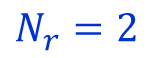 N_r = 2